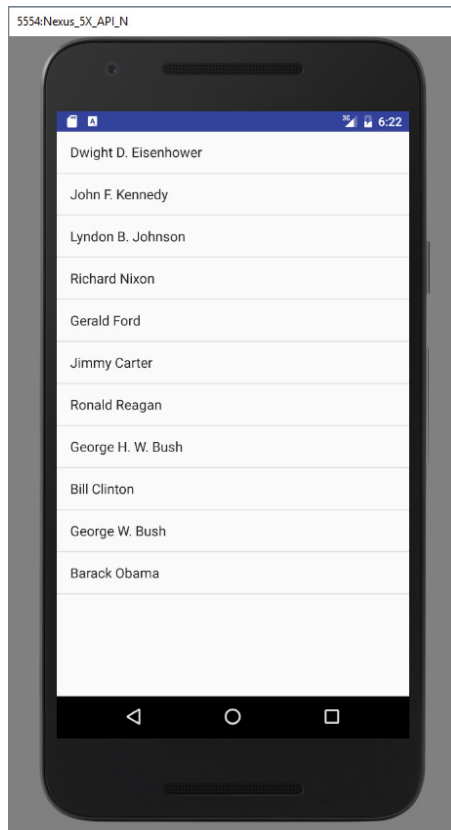 5554:Nexus_5X_API_N
3G 6:22
Dwight D. Eisenhower
John F. Kennedy
Lyndon B. Johnson
Richard Nixon
Gerald Ford
Jimmy Carter
Ronald Reagan
George H. W. Bush
Bill Clinton
George W. Bush
Barack Obama